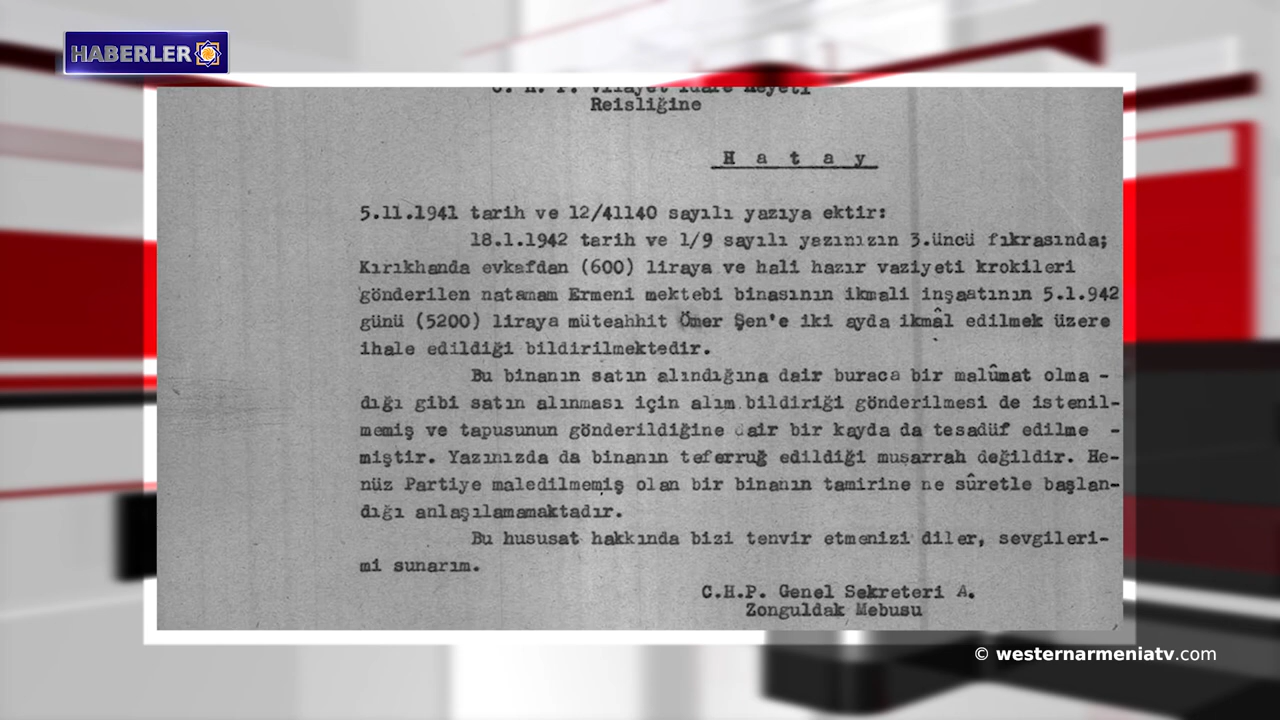 HABERLER
C. H. P. Vilayet İdare Heyeti
Reisliğine
H a t a y
5.11.1941 tarih ve 12/41140 sayılı yazıya ektir:
18.1.1942 tarih ve 1/9 sayılı yazınızın 3.üncü fıkrasında;
Kırıkhanda evkafdan (600) liraya ve hali hazır vaziyeti krokileri
gönderilen natamam Ermeni mektebi binasının ikmali inşaatının 5.1.942
günü (5200) liraya müteahhit Ömer Şen'e iki ayda ikmâl edilmek üzere
ihale edildiği bildirilmektedir.
Bu binanın satın alındığına dair buraca bir malûmat olma -
dığı gibi satın alınması için alım bildiriği gönderilmesi de istenil-
memiş ve tapusunun gönderildiğine dair bir kayda da tesadüf edilme -
miştir. Yazınızda da binanın teferruğ edildiği musarrah değildir. He-
nüz Partiye maledilmemiş olan bir binanın tamirine ne sûretle başlan-
dığı anlaşılamamaktadır.
Bu hususat hakkında bizi tenvir etmenizi diler, sevgileri-
mi sunarım.
C.H.P. Genel Sekreteri A.
Zonguldak Mebusu
© westernarmeniatv.com